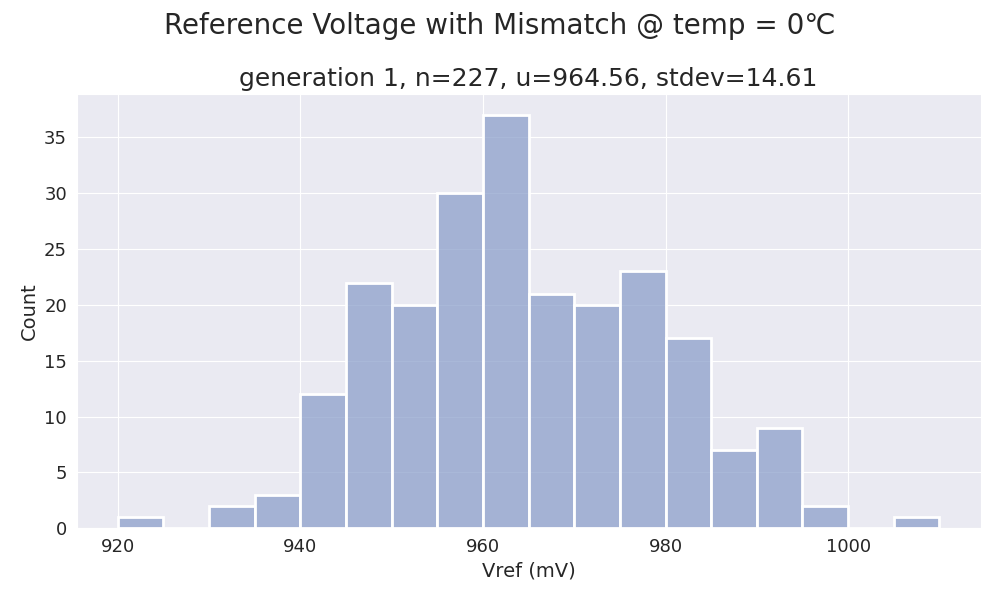 Reference Voltage with Mismatch @ temp = 0℃
generation 1, n=227, u=964.56, stdev=14.61
35
30
25
20
15
10
5
0
Count
920 940 960 980 1000
Vref (mV)